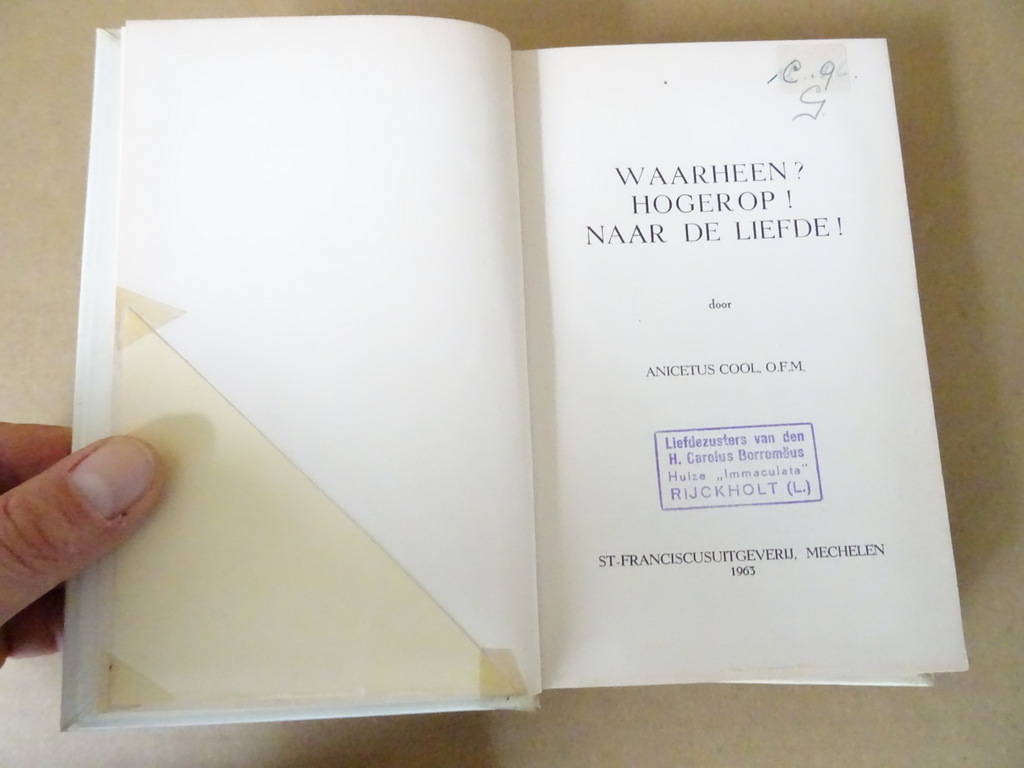 C. 9
G.
WAARHEEN?
HOGEROP!
NAAR DE LIEFDE!
door
ANICETUS COOL, O.F.M.
Liefdezusters van den
H. Carolus Borromëus
Huize „Immaculata"
RIJCKHOLT (L.)
ST-FRANCISCUSUITGEVERIJ, MECHELEN
1963